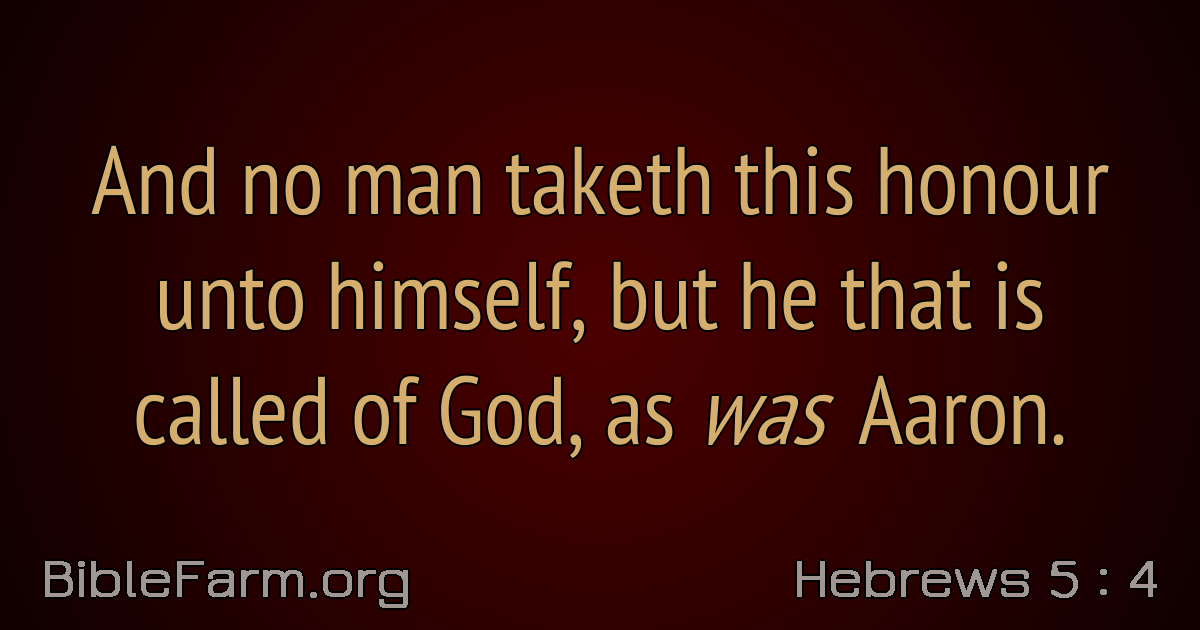 And no man taketh this honour
unto himself, but he that is
called of God, as was Aaron.
BibleFarm.org
Hebrews 5 : 4